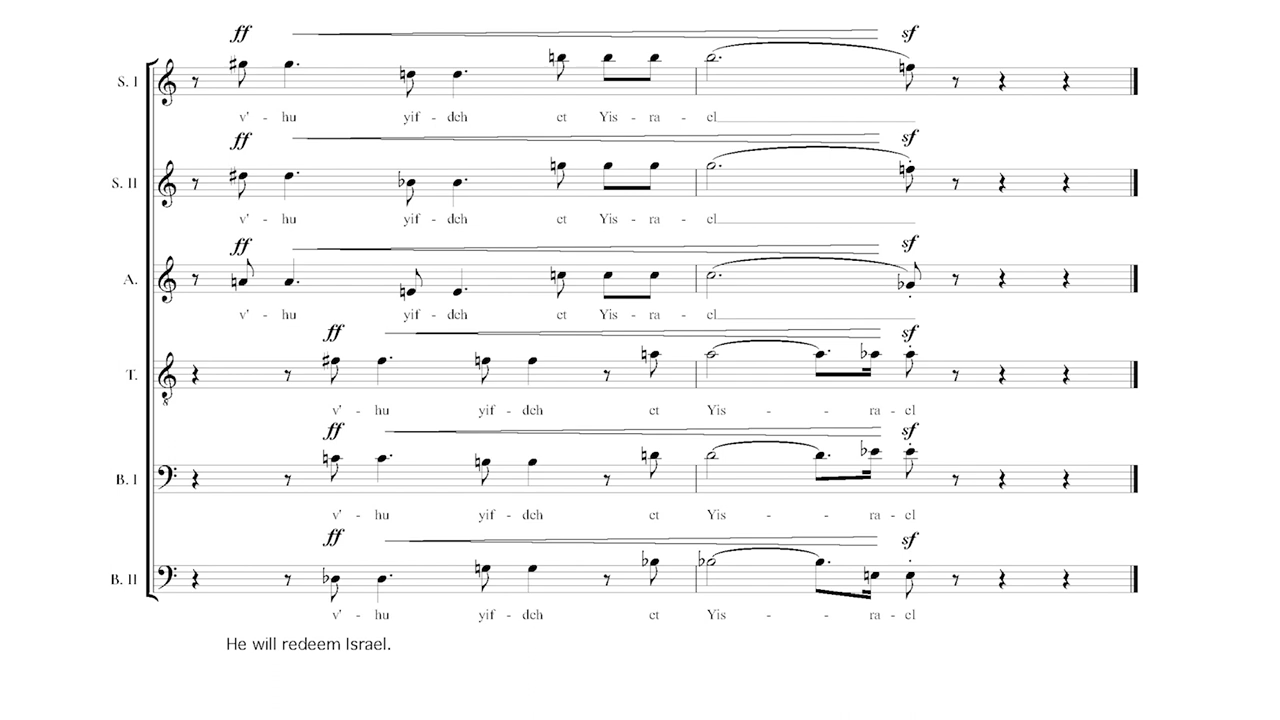 ff sf
S. I
v' - hu yif - deh et Yis - ra - el
ff sf
S. II
v' - hu yif - deh et Yis - ra - el
ff sf
A.
v' - hu yif - deh et Yis - ra - el
ff sf
T.
8
v' - hu yif - deh et Yis - - ra - el
ff sf
B. I
v' - hu yif - deh et Yis - - ra - el
ff sf
B. II
v' - hu yif - deh et Yis - - ra - el
He will redeem Israel.